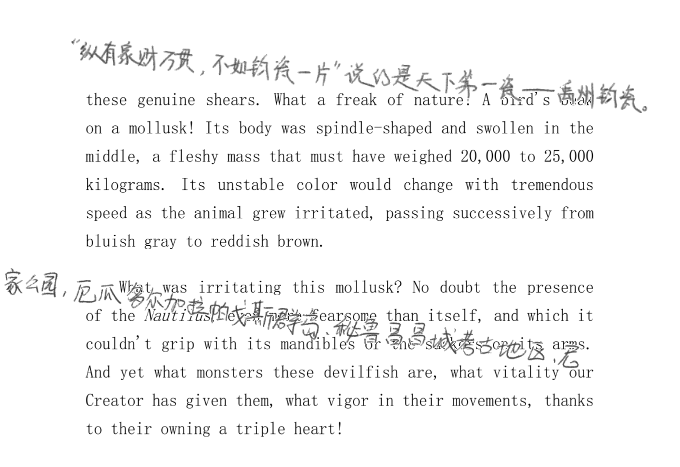 “纵有家财万贯，不如钧瓷一片”说的是天下第一瓷——禹州钧瓷。
these genuine shears. What a freak of nature! A bird's beak
on a mollusk! Its body was spindle-shaped and swollen in the
middle, a fleshy mass that must have weighed 20,000 to 25,000
kilograms. Its unstable color would change with tremendous
speed as the animal grew irritated, passing successively from
bluish gray to reddish brown.
家公园，厄瓜多尔加拉帕戈斯群岛、秘鲁昌昌城考古地区，老
What was irritating this mollusk? No doubt the presence
of the Nautilus, even more fearsome than itself, and which it
couldn't grip with its mandibles or the suckers on its arms.
And yet what monsters these devilfish are, what vitality our
Creator has given them, what vigor in their movements, thanks
to their owning a triple heart!